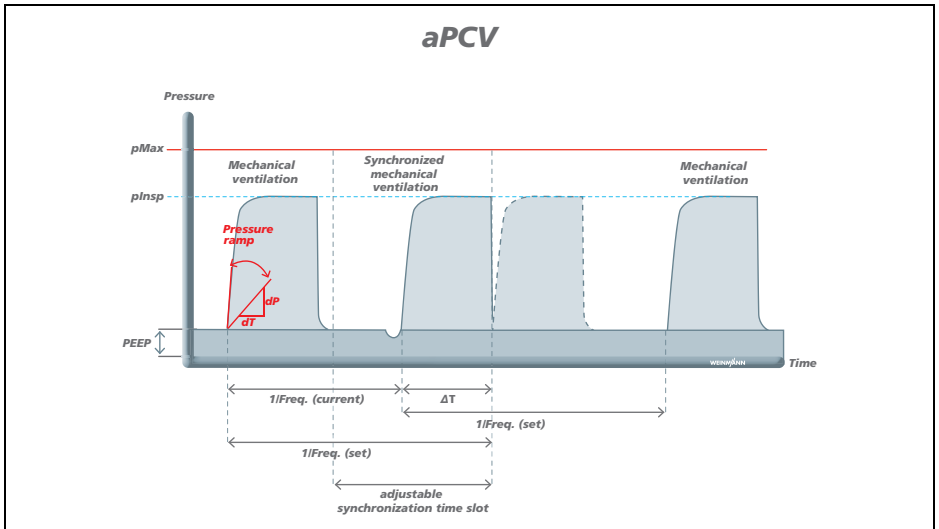 aPCV
Pressure
pMax
Mechanical
ventilation
Synchronized
mechanical
ventilation
Mechanical
ventilation
pInsp
Pressure
ramp
dP
dT
PEEP
WEINMANN
Time
1/Freq. (current)
ΔT
1/Freq. (set)
1/Freq. (set)
adjustable
synchronization time slot